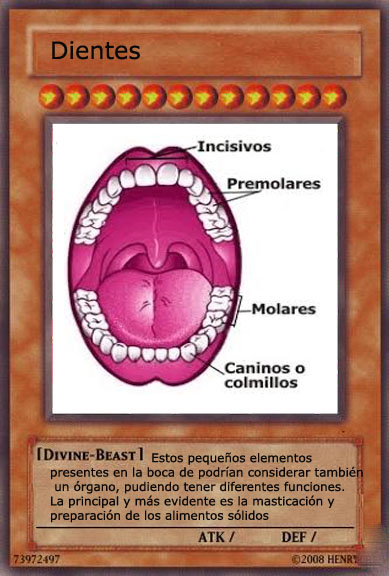 Dientes
Incisivos
Premolares
Molares
Caninos o
colmillos
[DIVINE-BEAST] Estos pequeños elementos
presentes en la boca de podrían considerar también
un órgano, pudiendo tener diferentes funciones.
La principal y más evidente es la masticación y
preparación de los alimentos sólidos
ATK / DEF /
73972497 ©2008 HENRY